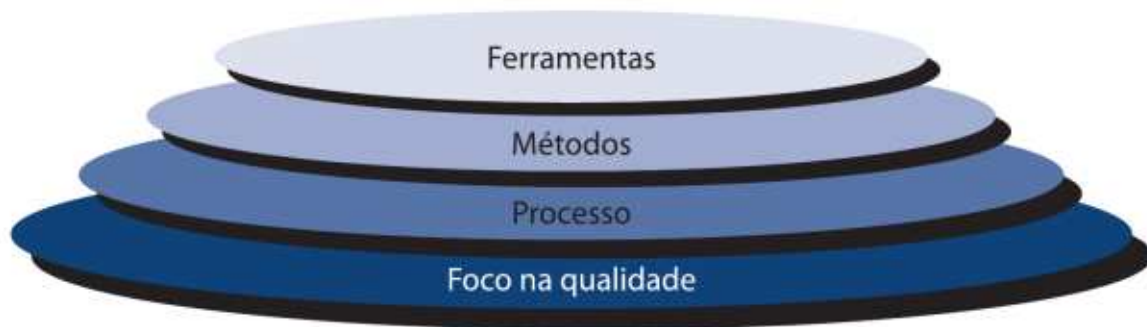 Ferramentas
Métodos
Processo
Foco na qualidade